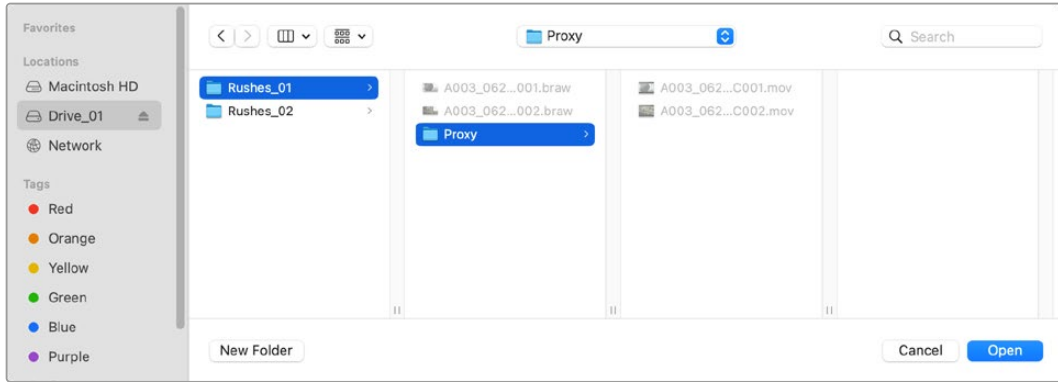 Favorites
Locations
Macintosh HD
Drive_01
Network
Tags
Red
Orange
Yellow
Green
Blue
Purple
Proxy
Search
Rushes_01
Rushes_02
A003_062...001.braw
A003_062...002.braw
Proxy
A003_062...C001.mov
A003_062...C002.mov
New Folder
Cancel
Open